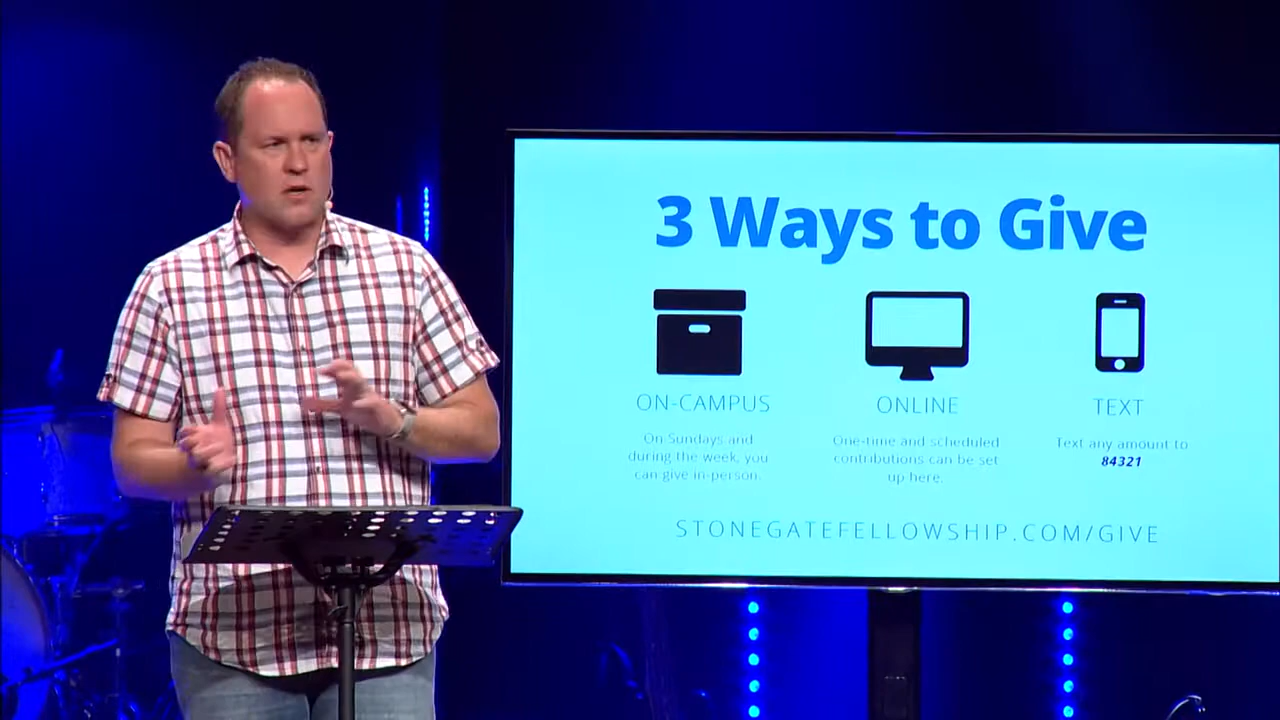 3 Ways to Give
ON-CAMPUS
On Sundays and
during the week, you
can give in-person.
ONLINE
One-time and scheduled
contributions can be set
up here.
TEXT
Text any amount to
84321
STONEGATEFELLOWSHIP.COM/GIVE